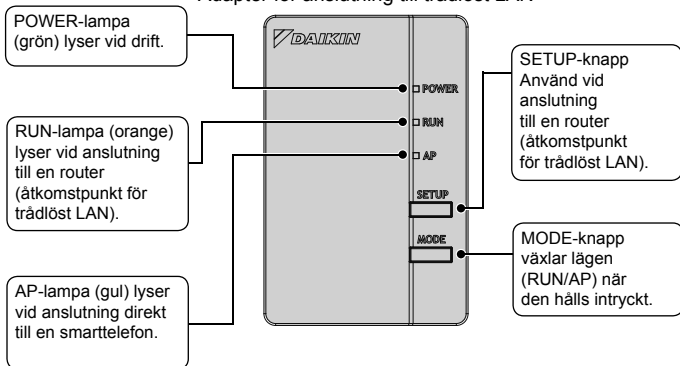 Adapter för anslutning till trådlöst LAN
POWER-lampa
(grön) lyser vid drift.
RUN-lampa (orange)
lyser vid anslutning
till en router
(åtkomstpunkt för
trådlöst LAN).
AP-lampa (gul) lyser
vid anslutning direkt
till en smarttelefon.
DAIKIN
POWER
RUN
AP
SETUP
MODE
SETUP-knapp
Använd vid
anslutning
till en router
(åtkomstpunkt
för trådlöst LAN).
MODE-knapp
växlar lägen
(RUN/AP) när
den hålls intryckt.